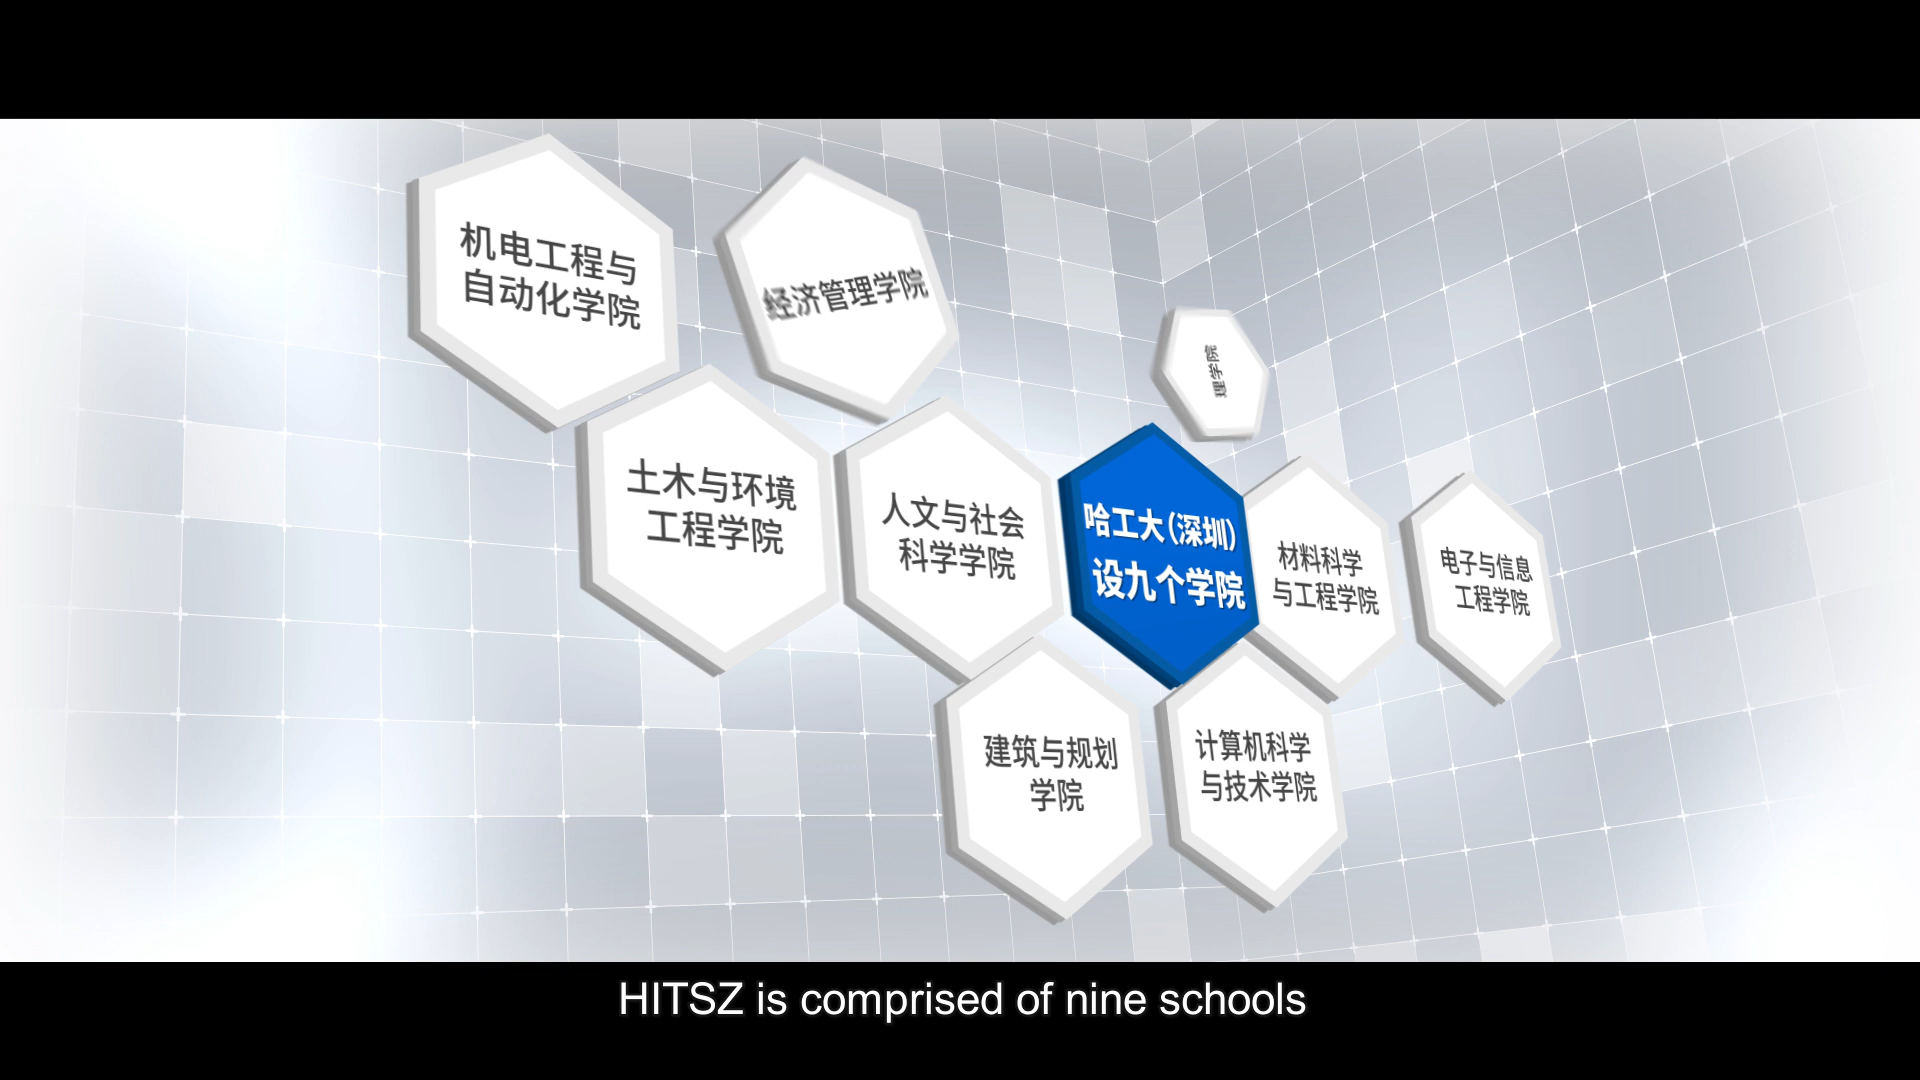 机电工程与
自动化学院
经济管理学院
理学院
土木与环境
工程学院
人文与社会
科学学院
哈工大(深圳)
设九个学院
材料科学
与工程学院
电子与信息
工程学院
建筑与规划
学院
计算机科学
与技术学院
HITSZ is comprised of nine schools